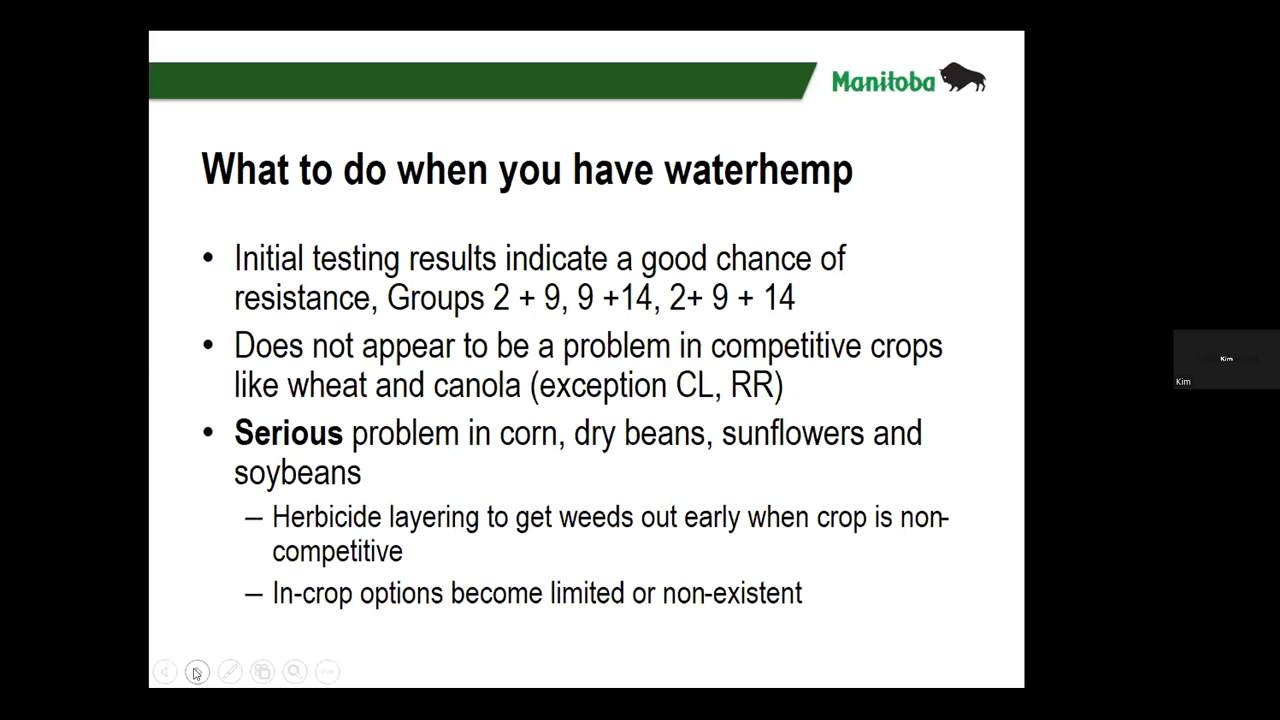 Manitoba
What to do when you have waterhemp
• Initial testing results indicate a good chance of
resistance, Groups 2 + 9, 9 +14, 2+ 9 + 14
• Does not appear to be a problem in competitive crops
like wheat and canola (exception CL, RR)
• Serious problem in corn, dry beans, sunflowers and
soybeans
– Herbicide layering to get weeds out early when crop is non-
competitive
– In-crop options become limited or non-existent
Kim
Kim